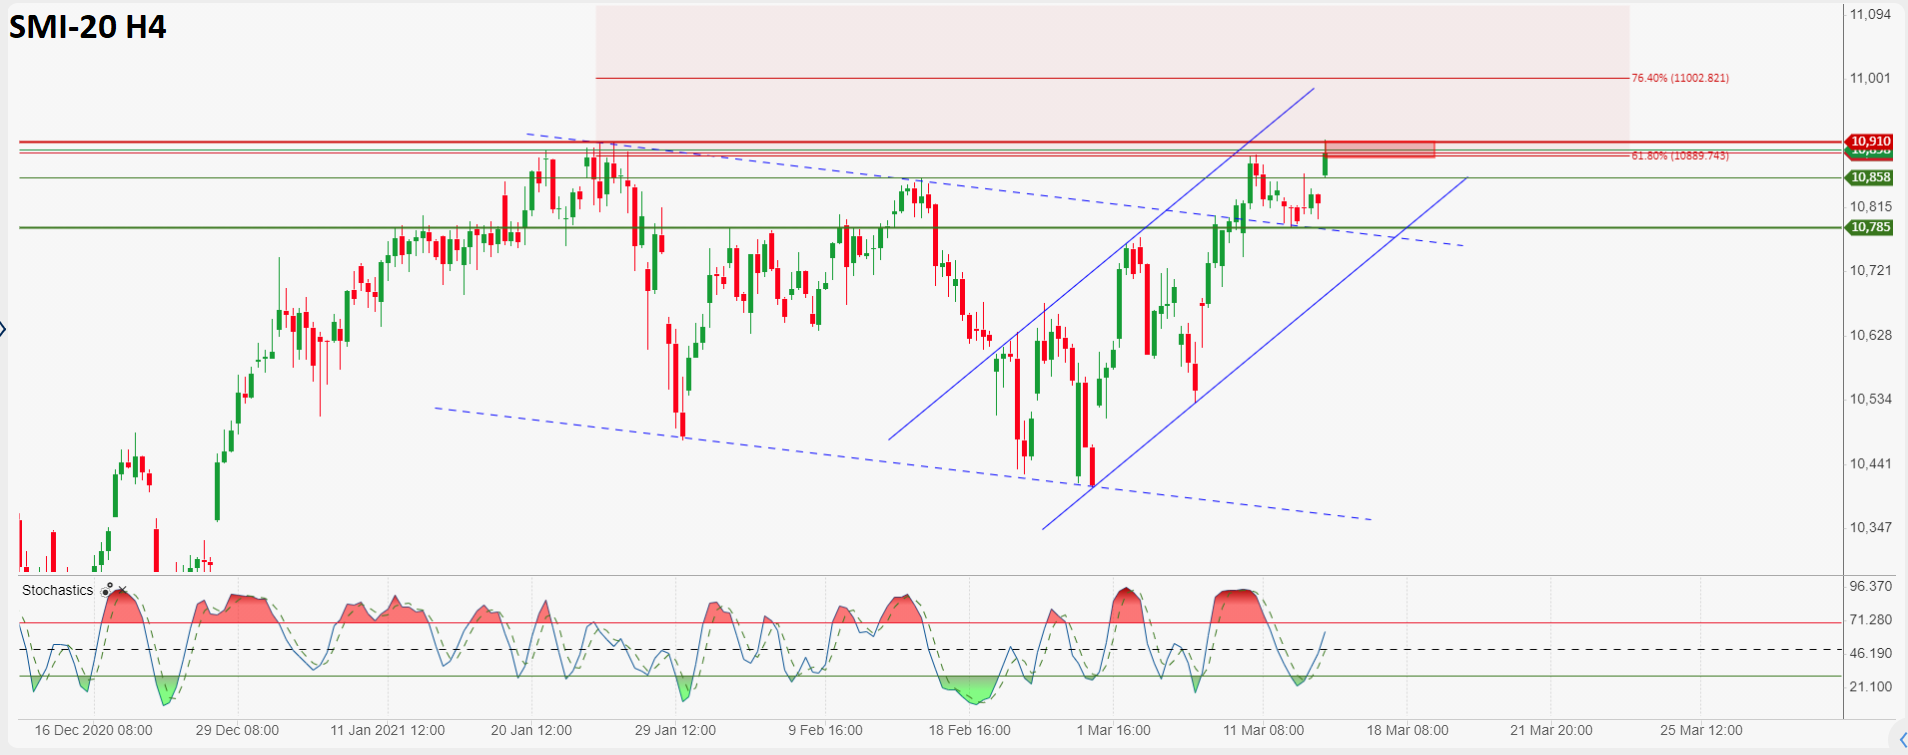 SMI-20 H4
11,094
76.40% (11002.821)
11,001
10,910
61.80% (10889.743)
10,858
10,815
10,785
10,721
10,628
10,534
10,441
10,347
Stochastics
96.370
71.280
46.190
21.100
16 Dec 2020 08:00
29 Dec 08:00
11 Jan 2021 12:00
20 Jan 12:00
29 Jan 12:00
9 Feb 16:00
18 Feb 16:00
1 Mar 16:00
11 Mar 08:00
18 Mar 08:00
21 Mar 20:00
25 Mar 12:00